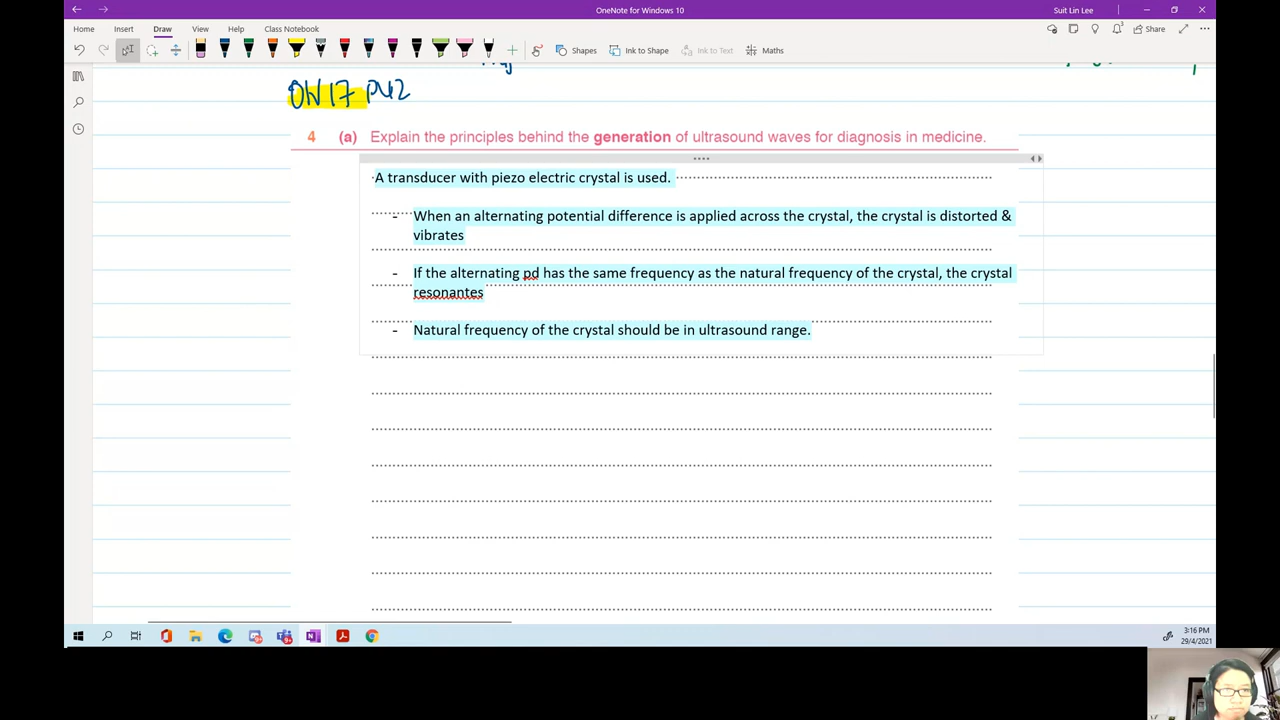 OneNote for Windows 10
Suit Lin Lee
Home Insert Draw View Help Class Notebook
Share
Shapes Ink to Shape Ink to Text Maths
ON17 P42
4 (a) Explain the principles behind the generation of ultrasound waves for diagnosis in medicine.
A transducer with piezo electric crystal is used.
- When an alternating potential difference is applied across the crystal, the crystal is distorted &
vibrates
- If the alternating pd has the same frequency as the natural frequency of the crystal, the crystal
resonantes
- Natural frequency of the crystal should be in ultrasound range.
3:16 PM
29/4/2021